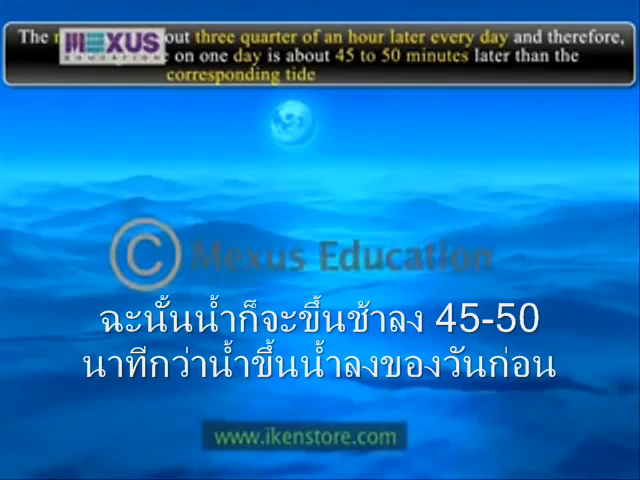 The out three quarter of an hour later every day and therefore,
MEXUS
EDUCATION
on one day is about 45 to 50 minutes later than the
corresponding tide
© Mexus Education
ฉะนั้นน้ำก็จะขึ้นช้าลง 45-50
นาทีกว่าน้ำขึ้นน้ำลงของวันก่อน
www.ikenstore.com